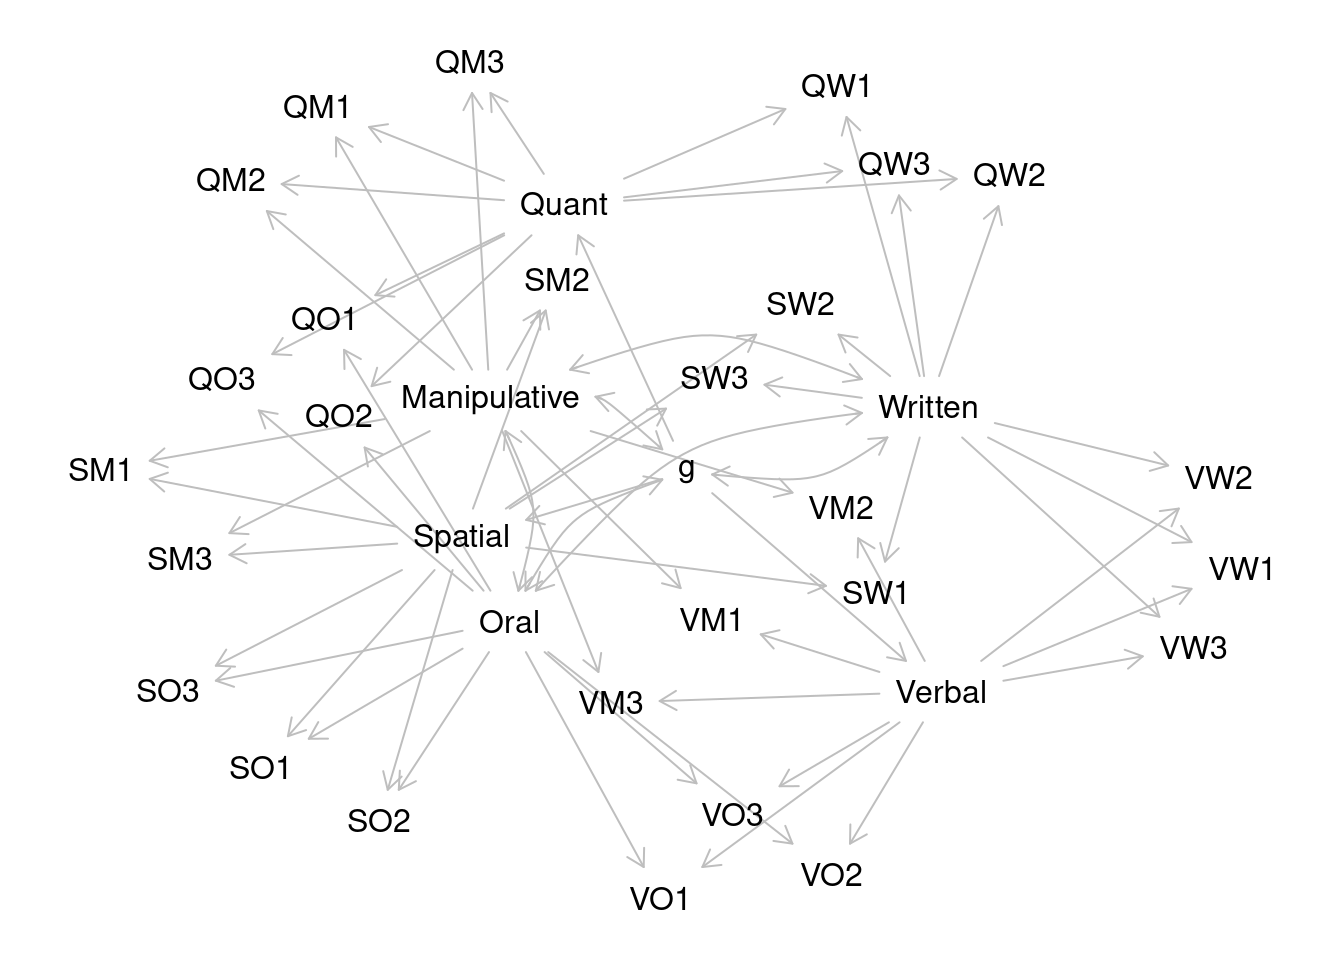 QM3
QW1
QM1
QW3
QW2
QM2
Quant
SM2
SW2
QO1
SW3
QO3
Manipulative
Written
QO2
g
SM1
VW2
VM2
Spatial
SM3
VW1
SW1
Oral
VM1
VW3
SO3
Verbal
VM3
SO1
VO3
SO2
VO2
VO1